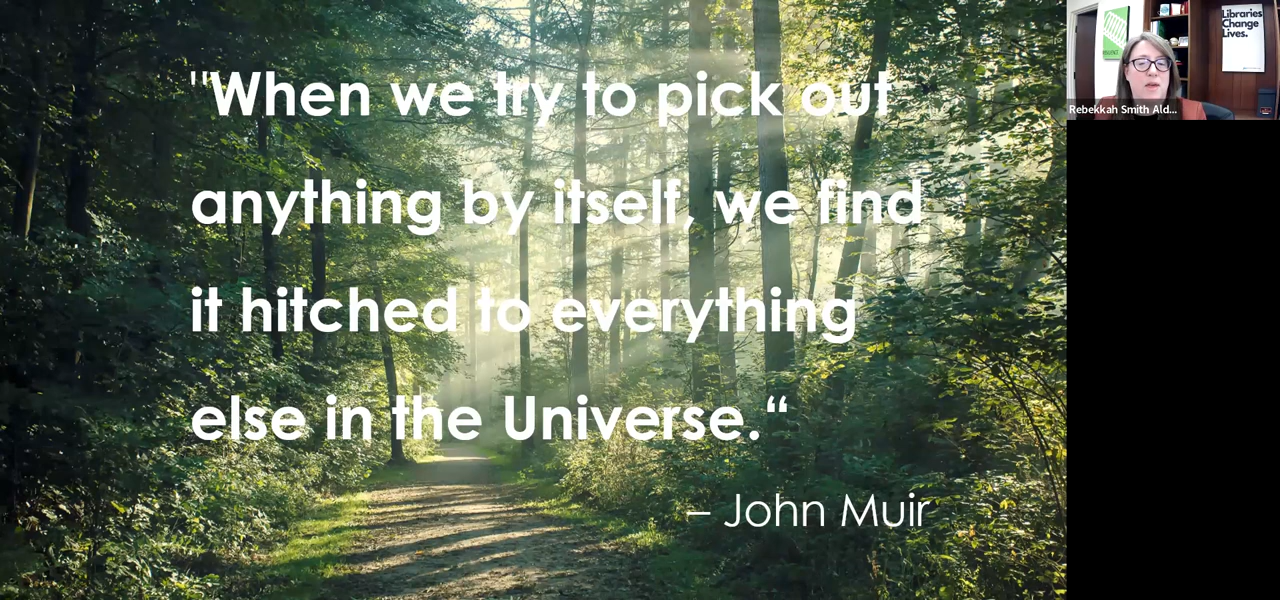 "When we try to pick out
anything by itself, we find
it hitched to everything
else in the Universe.“
– John Muir
Libraries
Change
Lives.
Rebekkah Smith Ald...